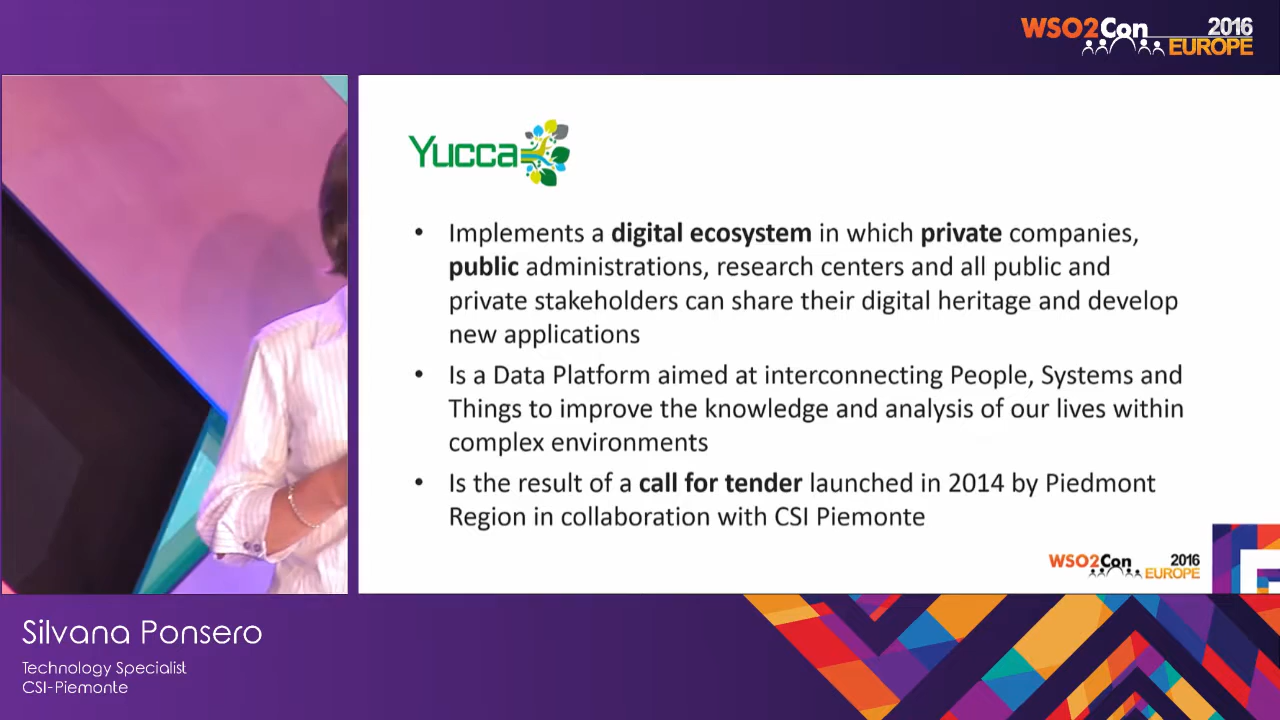 WSO2Con 2016
EUROPE
Yucca
• Implements a digital ecosystem in which private companies,
public administrations, research centers and all public and
private stakeholders can share their digital heritage and develop
new applications
• Is a Data Platform aimed at interconnecting People, Systems and
Things to improve the knowledge and analysis of our lives within
complex environments
• Is the result of a call for tender launched in 2014 by Piedmont
Region in collaboration with CSI Piemonte
WSO2Con 2016
EUROPE
Silvana Ponsero
Technology Specialist
CSI-Piemonte